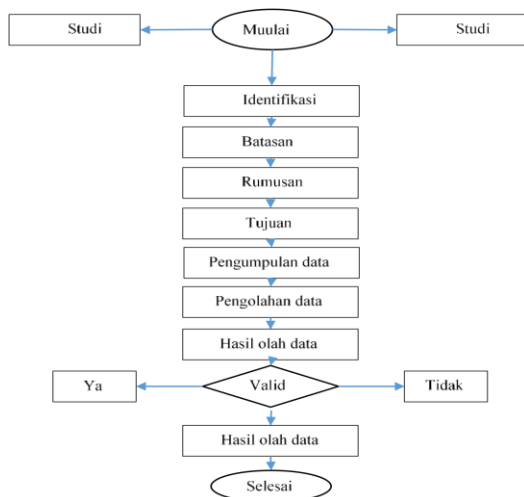 Studi
Muulai
Studi
Identifikasi
Batasan
Rumusan
Tujuan
Pengumpulan data
Pengolahan data
Hasil olah data
Ya
Valid
Tidak
Hasil olah data
Selesai